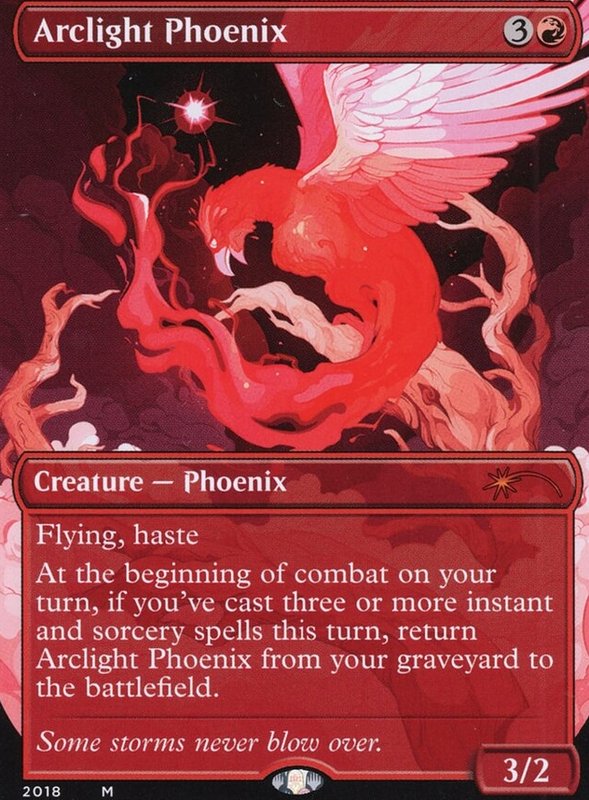 Arclight Phoenix 3
Creature — Phoenix
Flying, haste
At the beginning of combat on your
turn, if you've cast three or more instant
and sorcery spells this turn, return
Arclight Phoenix from your graveyard to
the battlefield.
Some storms never blow over.
3/2
2018 M